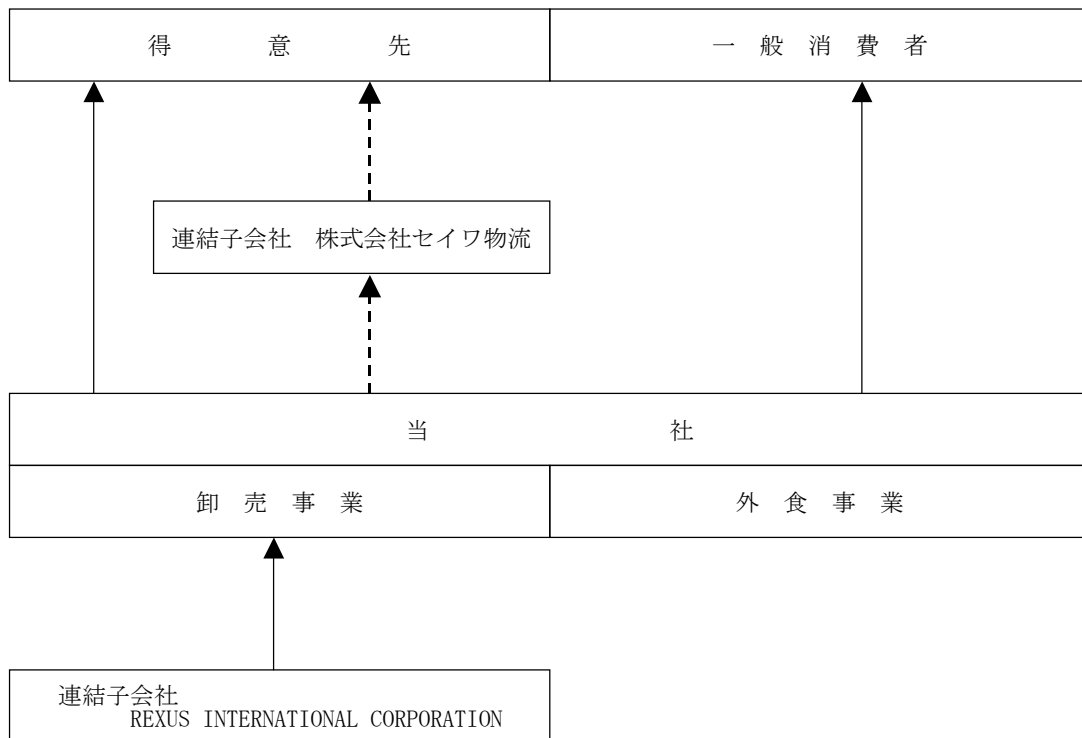 得意先
一般消費者
連結子会社 株式会社セイワ物流
当社
卸売事業
外食事業
連結子会社
REXUS INTERNATIONAL CORPORATION